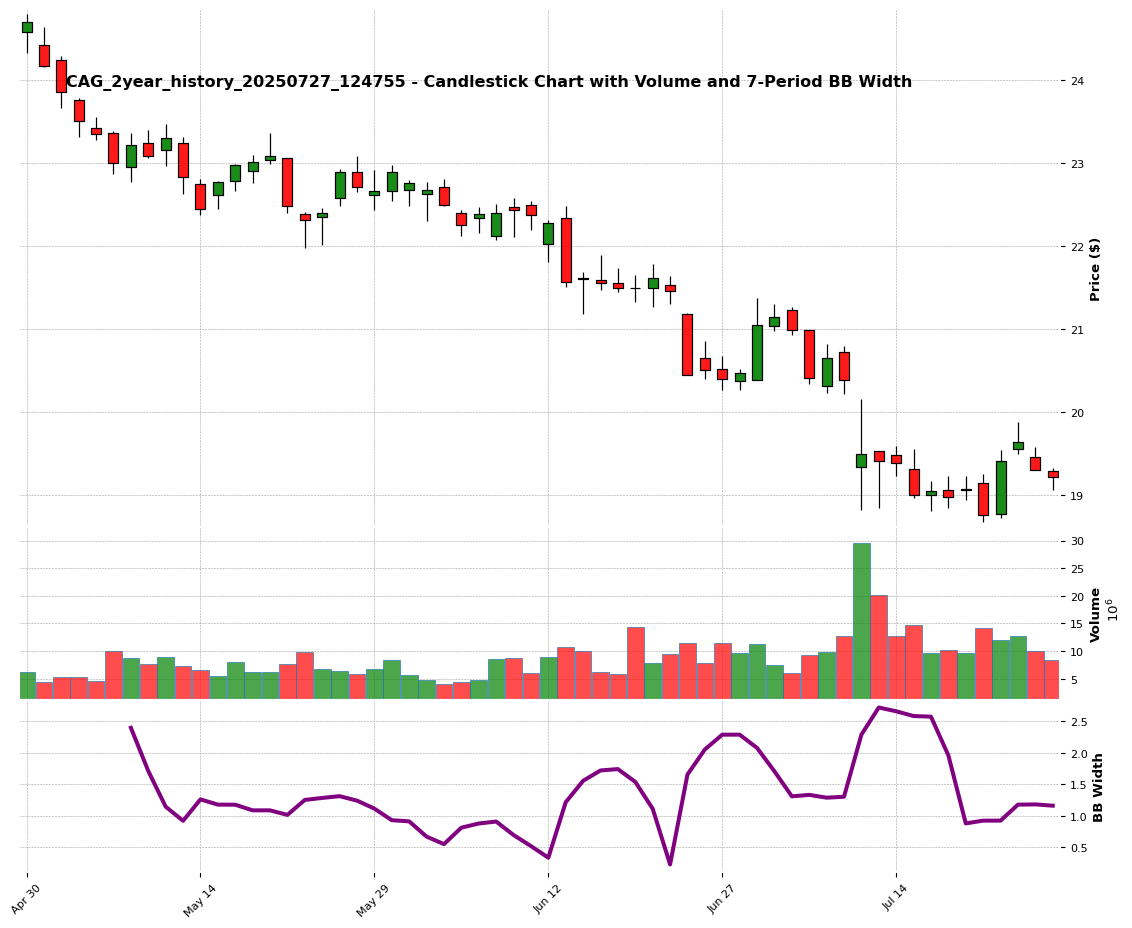 CAG_2year_history_20250727_124755 - Candlestick Chart with Volume and 7-Period BB Width
24
23
22
21
20
19
Price ($)
30
25
20
15
10
5
Volume
10^6
2.5
2.0
1.5
1.0
0.5
BB Width
Apr 30
May 14
May 29
Jun 12
Jun 27
Jul 14